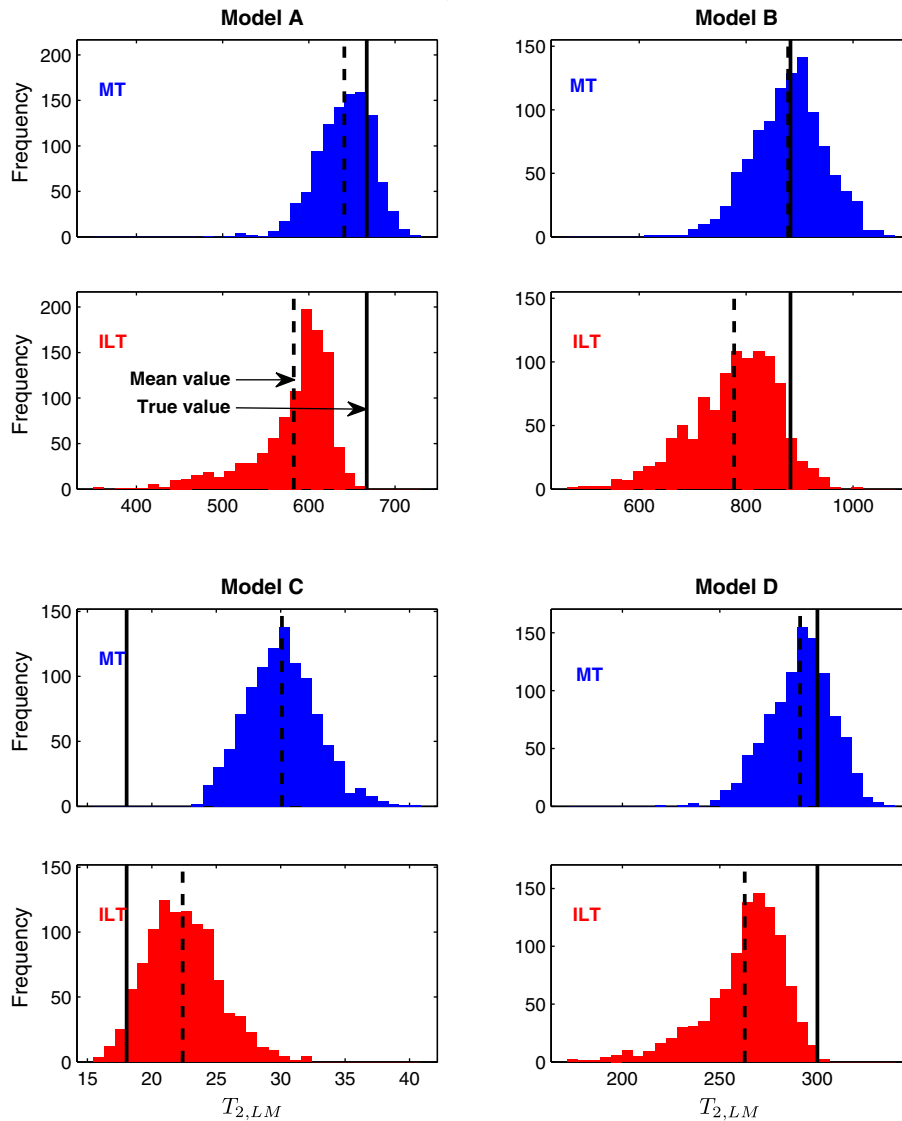 Model A
200
150
100
50
0
Frequency
MT
Model B
150
100
50
0
MT
200
150
100
50
0
Frequency
ILT
Mean value
True value
400 500 600 700
150
100
50
0
ILT
600 800 1000
Model C
150
100
50
0
Frequency
MT
Model D
150
100
50
0
MT
150
100
50
0
Frequency
ILT
15 20 25 30 35 40
T2,LM
150
100
50
0
ILT
200 250 300
T2,LM